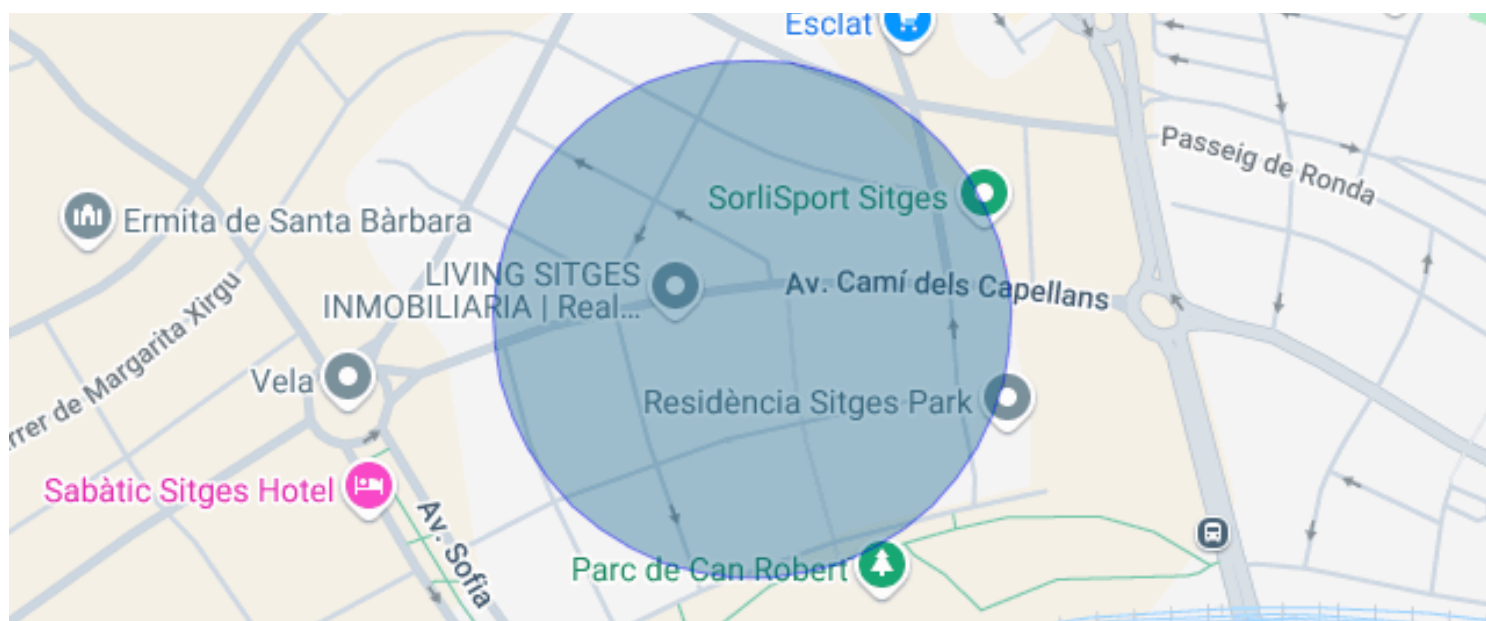 Esclat
Passeig de Ronda
SorliSport Sitges
Ermita de Santa Bàrbara
LIVING SITGES
INMOBILIARIA | Real...
Av. Camí dels Capellans
rrer de Margarita Xirgu
Vela
Residència Sitges Park
Sabàtic Sitges Hotel
Av. Sofia
Parc de Can Robert